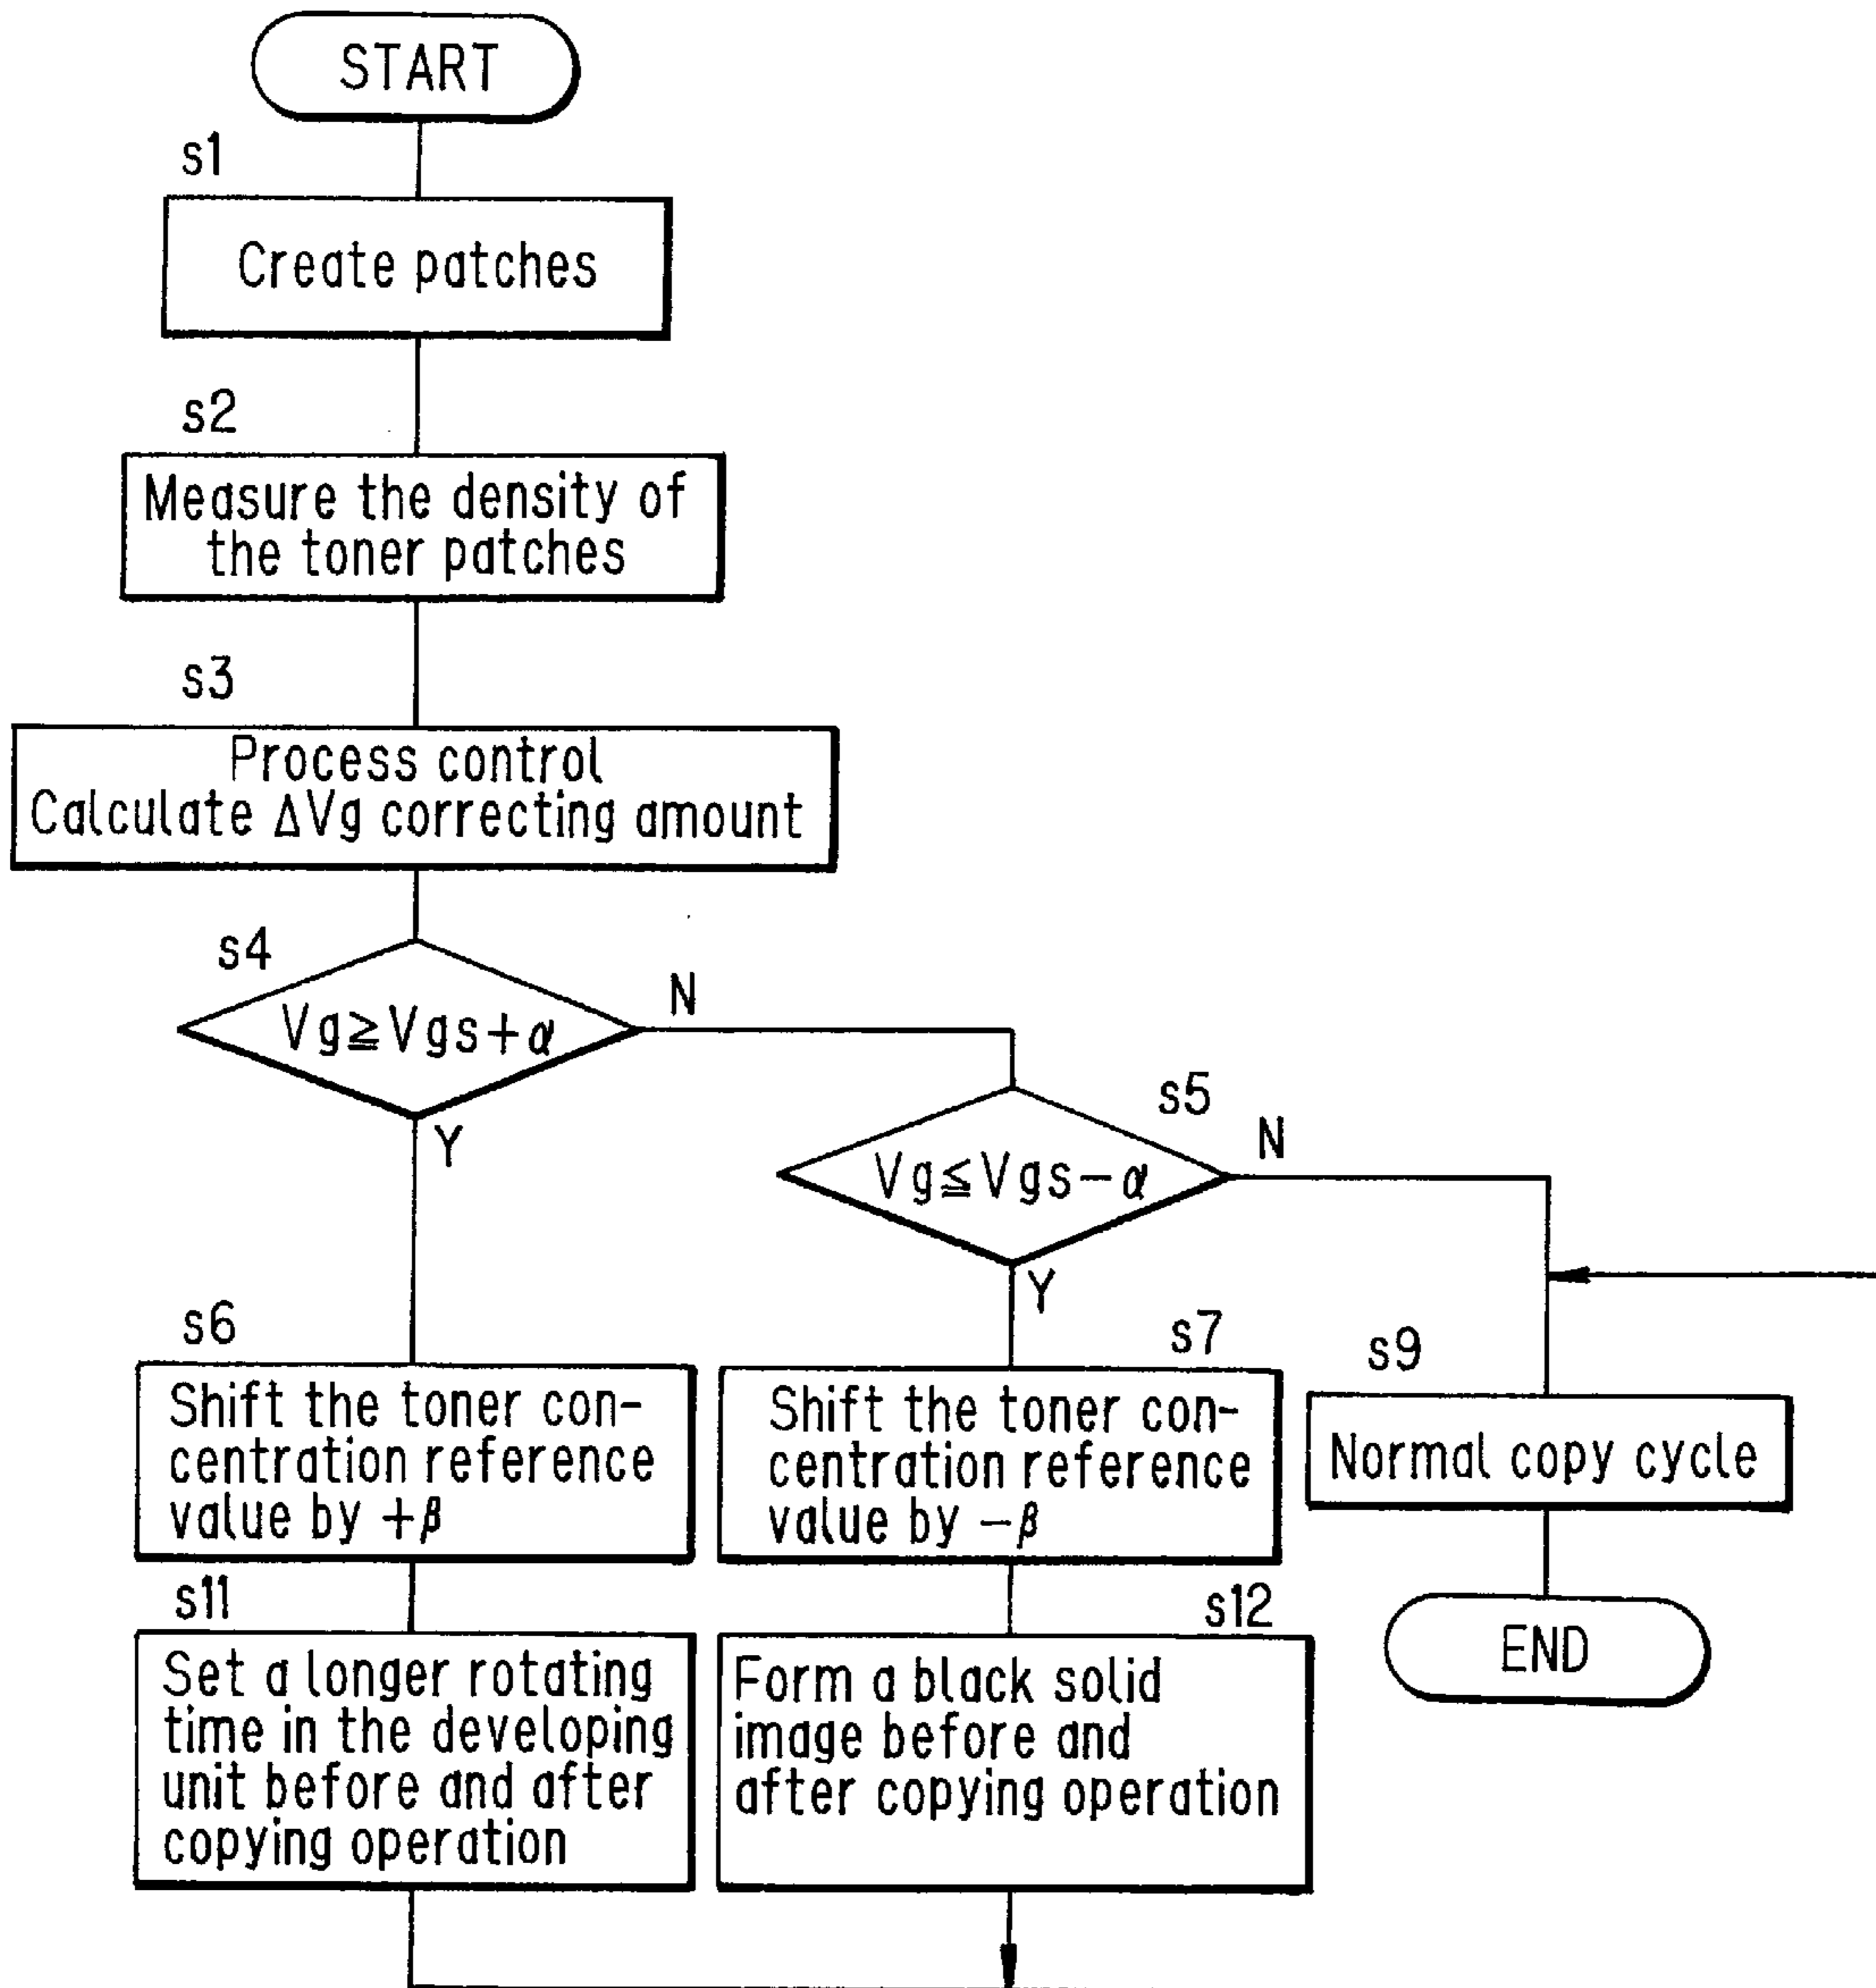 START
s1
Create patches
s2
Measure the density of
the toner patches
s3
Process control
Calculate ΔVg correcting amount
s4
Vg≧Vgs+α
N
Y
s5
Vg≦Vgs−α
N
Y
s6
Shift the toner con-
centration reference
value by +β
s7
Shift the toner con-
centration reference
value by −β
s9
Normal copy cycle
s11
Set a longer rotating
time in the developing
unit before and after
copying operation
s12
Form a black solid
image before and
after copying operation
END